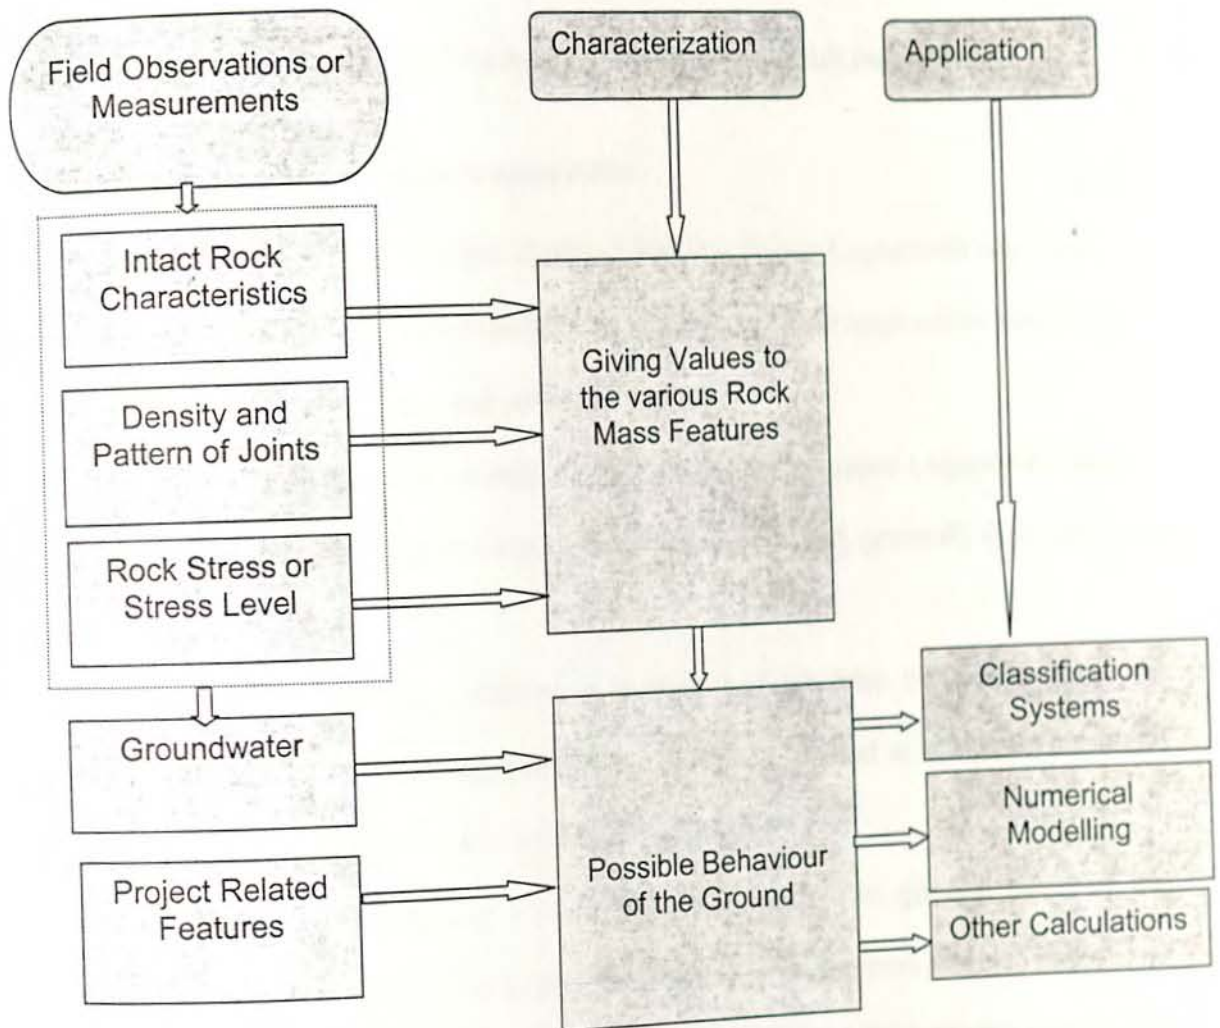 Field Observations or
Measurements
Characterization
Application
Intact Rock
Characteristics
Density and
Pattern of Joints
Rock Stress or
Stress Level
Giving Values to
the various Rock
Mass Features
Groundwater
Project Related
Features
Possible Behaviour
of the Ground
Classification
Systems
Numerical
Modelling
Other Calculations